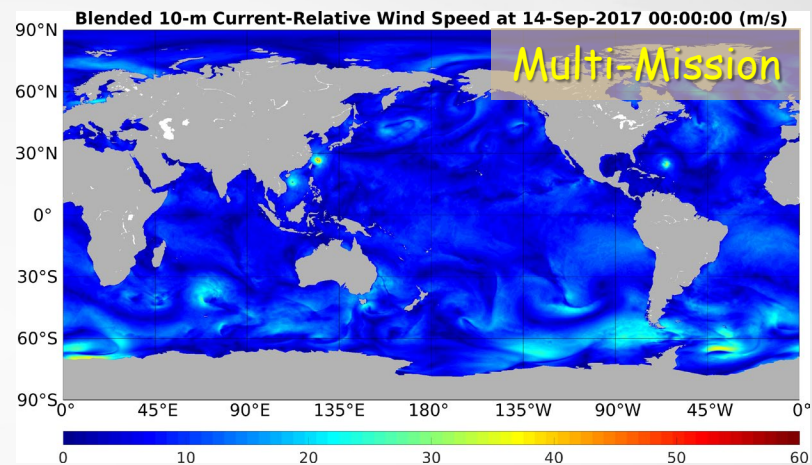 Blended 10-m Current-Relative Wind Speed at 14-Sep-2017 00:00:00 (m/s)
Multi-Mission
90°N
60°N
30°N
0°
30°S
60°S
90°S
0° 45°E 90°E 135°E 180° 135°W 90°W 45°W 0°
0 10 20 30 40 50 60